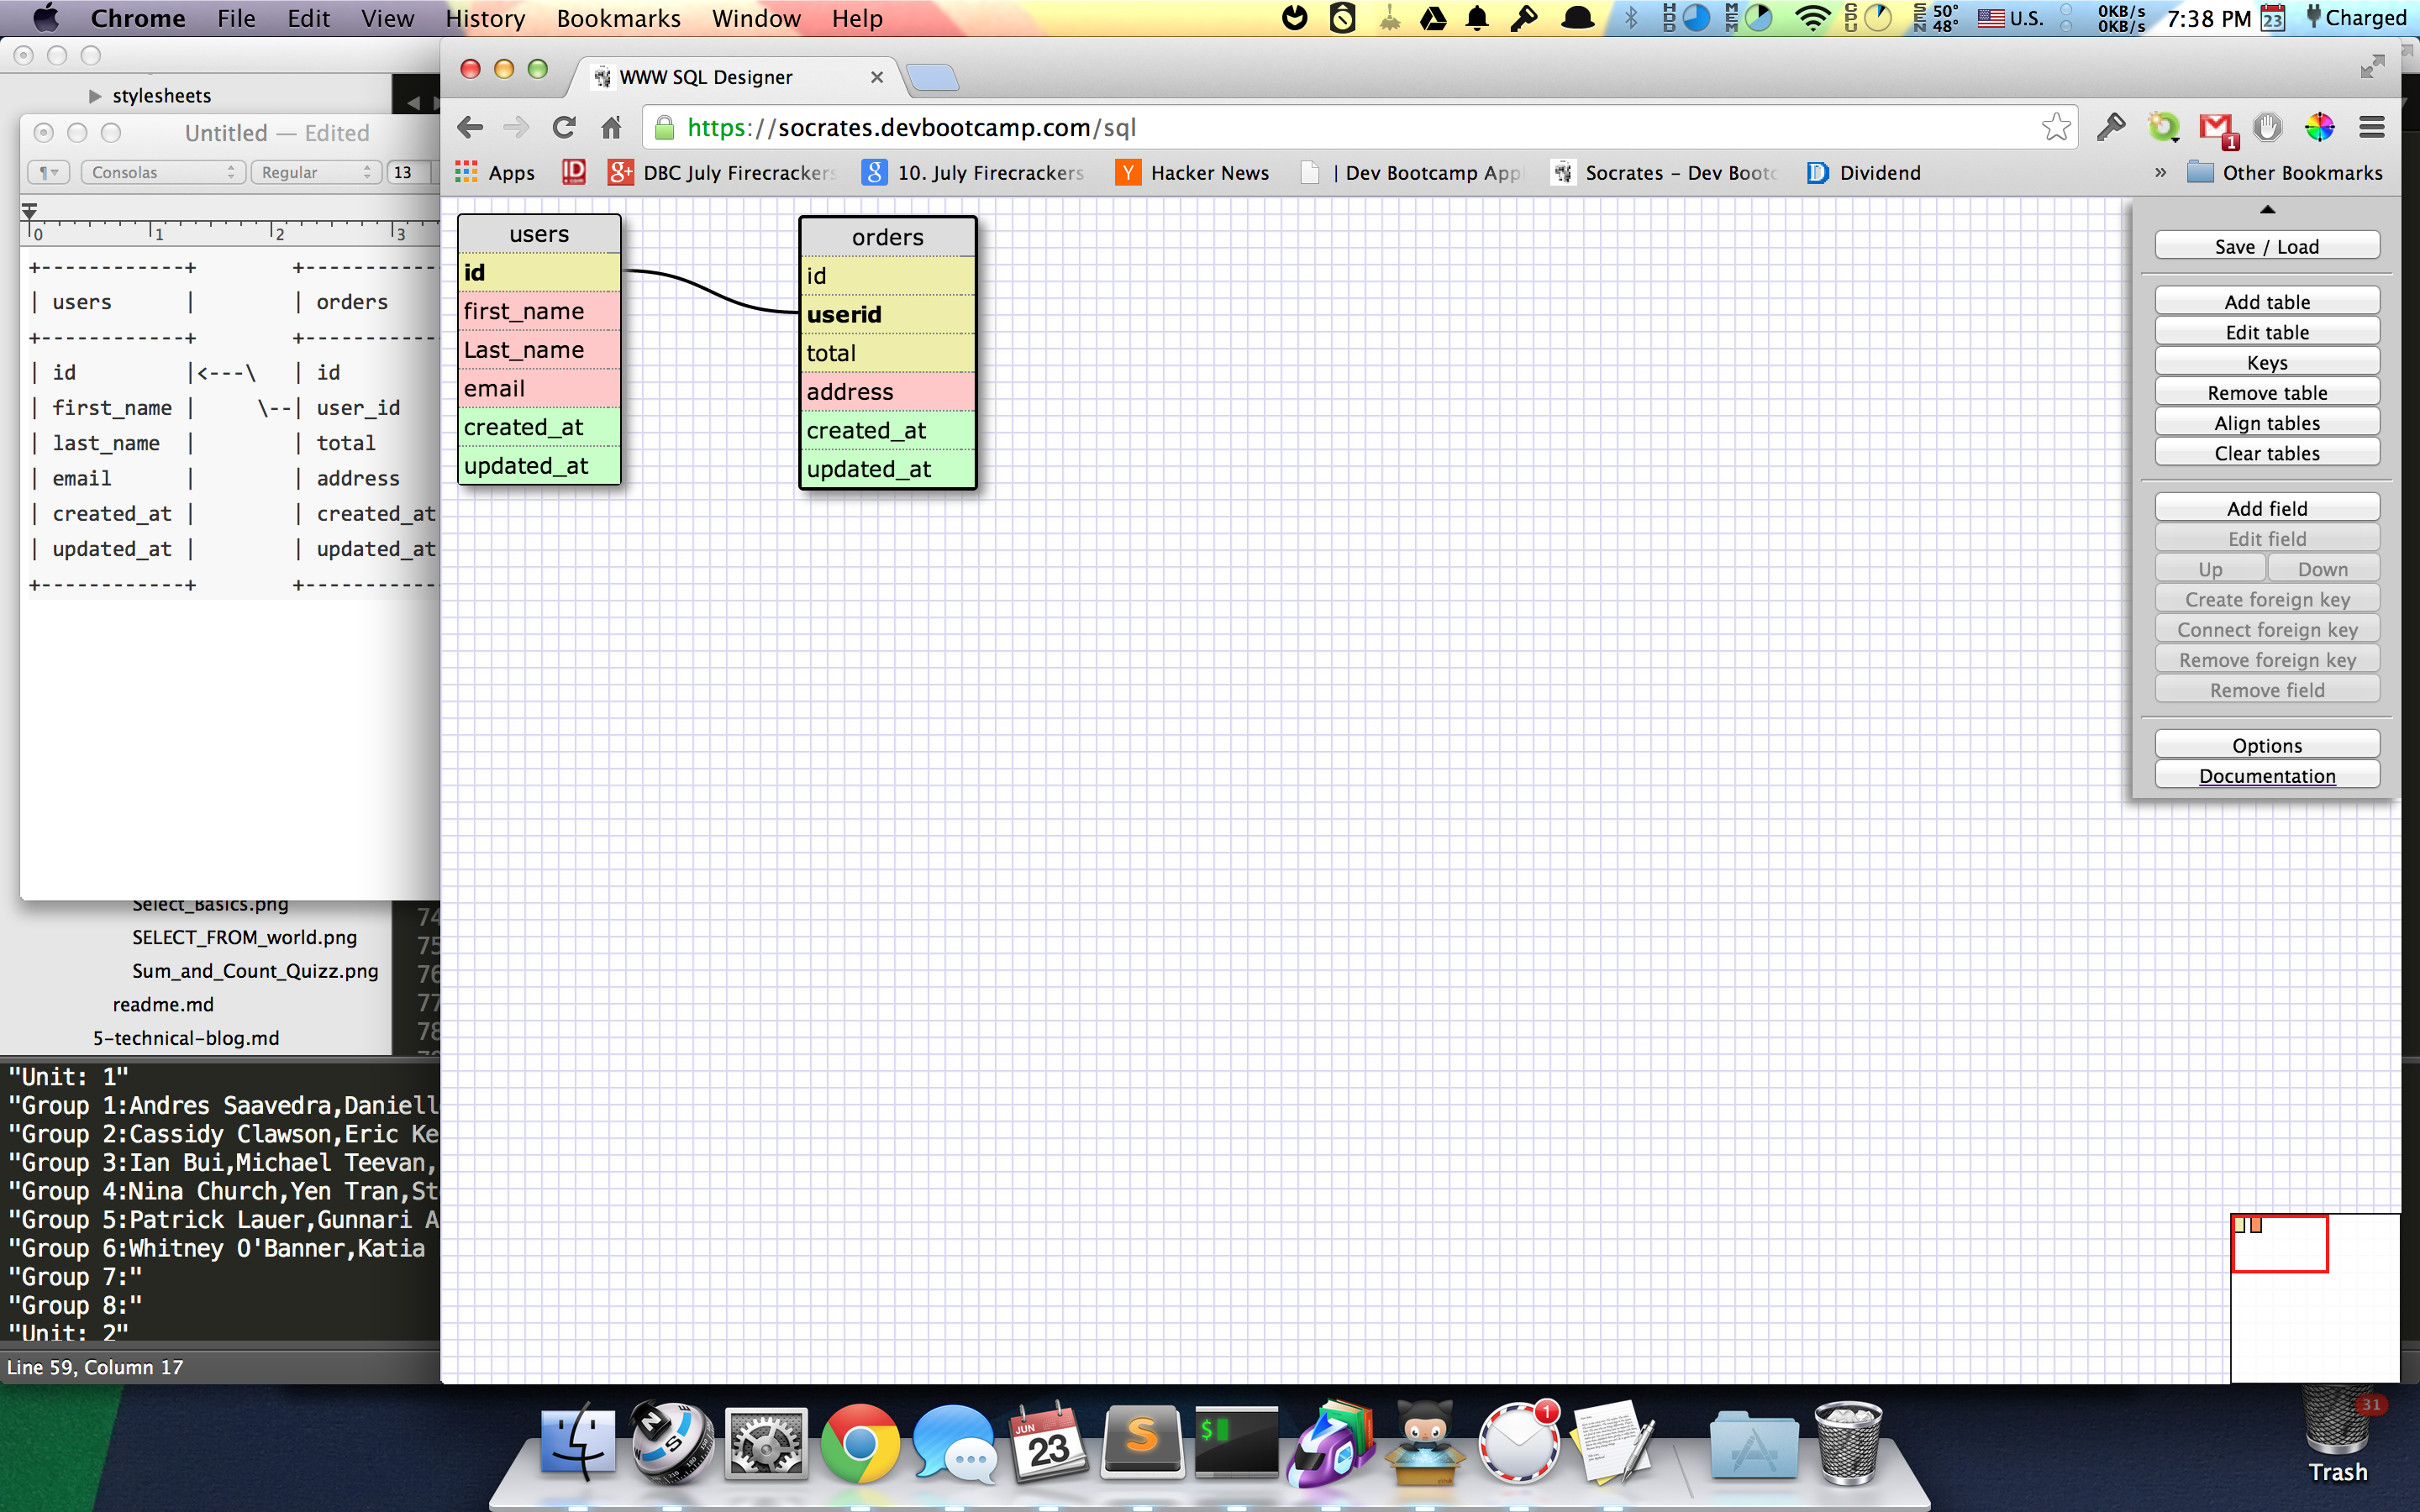 Chrome File Edit View History Bookmarks Window Help
HDD MEM CPU SEN 50° 48° U.S. 0KB/s 0KB/s 7:38 PM 23 Charged
stylesheets
Untitled — Edited
Consolas Regular 13
0 1 2 3
+------------+ +-----------
| users | | orders
+------------+ +-----------
| id |<---\ | id
| first_name | \--| user_id
| last_name | | total
| email | | address
| created_at | | created_at
| updated_at | | updated_at
+------------+ +-----------
Select_Basics.png
SELECT_FROM_world.png
Sum_and_Count_Quizz.png
readme.md
5-technical-blog.md
74
75
76
77
78
"Unit: 1"
"Group 1:Andres Saavedra,Daniell
"Group 2:Cassidy Clawson,Eric Ke
"Group 3:Ian Bui,Michael Teevan,
"Group 4:Nina Church,Yen Tran,St
"Group 5:Patrick Lauer,Gunnari A
"Group 6:Whitney O'Banner,Katia
"Group 7:"
"Group 8:"
"Unit: 2"
Line 59, Column 17
WWW SQL Designer
https://socrates.devbootcamp.com/sql
1
Apps ID g+ DBC July Firecrackers g 10. July Firecrackers Y Hacker News | Dev Bootcamp App Socrates - Dev Bootc D Dividend » Other Bookmarks
users
id
first_name
Last_name
email
created_at
updated_at
orders
id
userid
total
address
created_at
updated_at
Save / Load
Add table
Edit table
Keys
Remove table
Align tables
Clear tables
Add field
Edit field
Up Down
Create foreign key
Connect foreign key
Remove foreign key
Remove field
Options
Documentation
N S
JUN 23
S
$
1
31
Trash